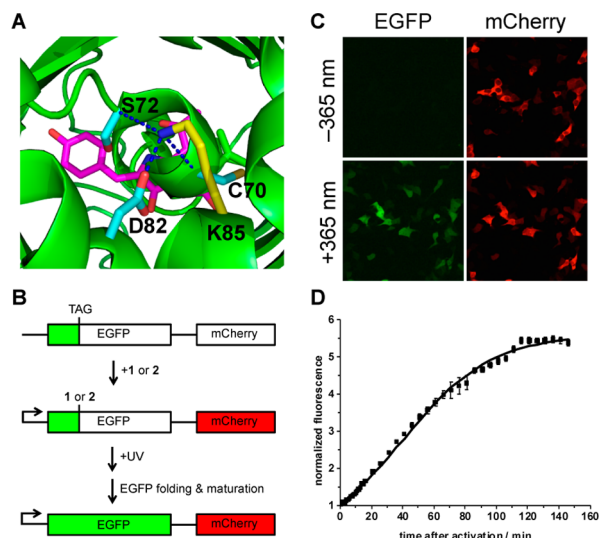 A
S72
C70
D82
K85
B
TAG
EGFP
mCherry
+1 or 2
1 or 2
EGFP
mCherry
+UV
EGFP folding & maturation
EGFP
mCherry
C
EGFP
mCherry
–365 nm
+365 nm
D
normalized fluorescence
6
5
4
3
2
1
0 20 40 60 80 100 120 140 160
time after activation / min